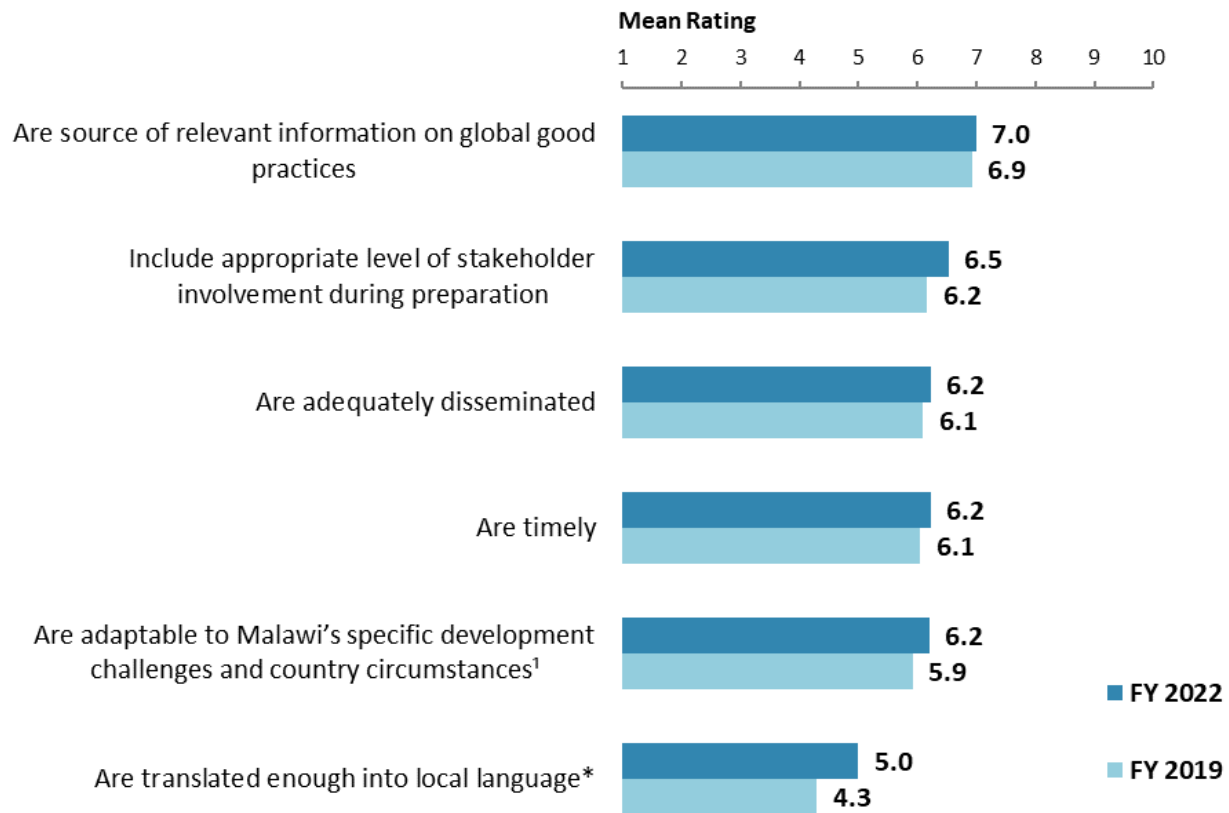 Mean Rating
1 2 3 4 5 6 7 8 9 10
Are source of relevant information on global good
practices
7.0
6.9
Include appropriate level of stakeholder
involvement during preparation
6.5
6.2
Are adequately disseminated
6.2
6.1
Are timely
6.2
6.1
Are adaptable to Malawi’s specific development
challenges and country circumstances¹
6.2
5.9
Are translated enough into local language*
5.0
4.3
FY 2022
FY 2019